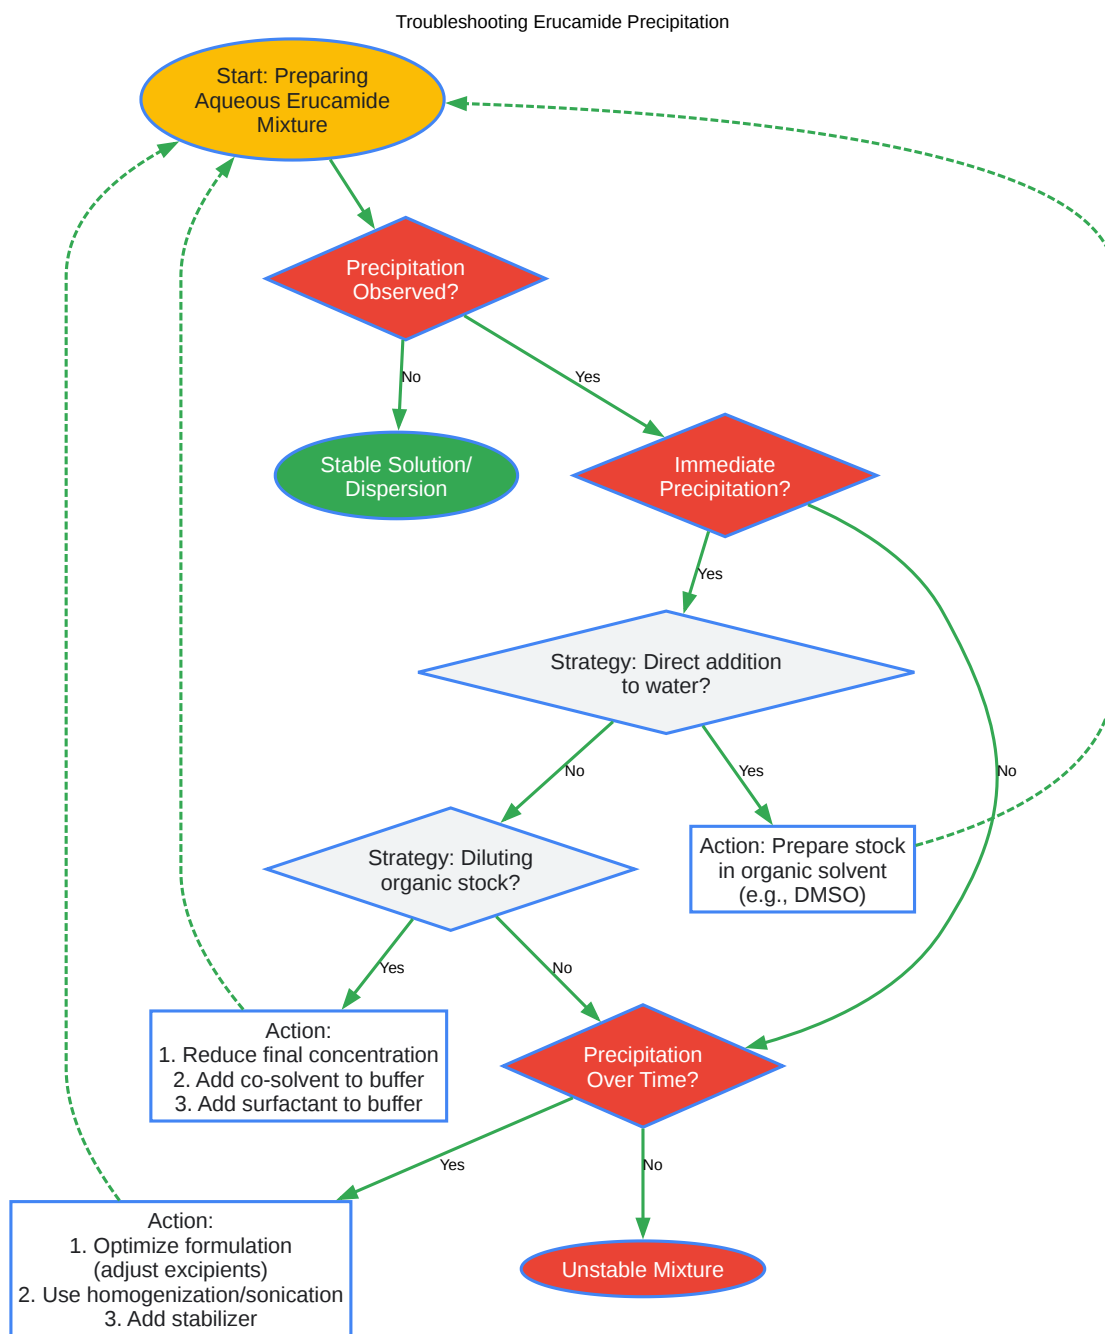 Troubleshooting Erucamide Precipitation
Start: Preparing
Aqueous Erucamide
Mixture
Precipitation
Observed?
No
Yes
Stable Solution/
Dispersion
Immediate
Precipitation?
Yes
No
Strategy: Direct addition
to water?
No
Yes
Strategy: Diluting
organic stock?
Action: Prepare stock
in organic solvent
(e.g., DMSO)
Yes
No
Action:
1. Reduce final concentration
2. Add co-solvent to buffer
3. Add surfactant to buffer
Precipitation
Over Time?
Yes
No
Action:
1. Optimize formulation
(adjust excipients)
2. Use homogenization/sonication
3. Add stabilizer
Unstable Mixture